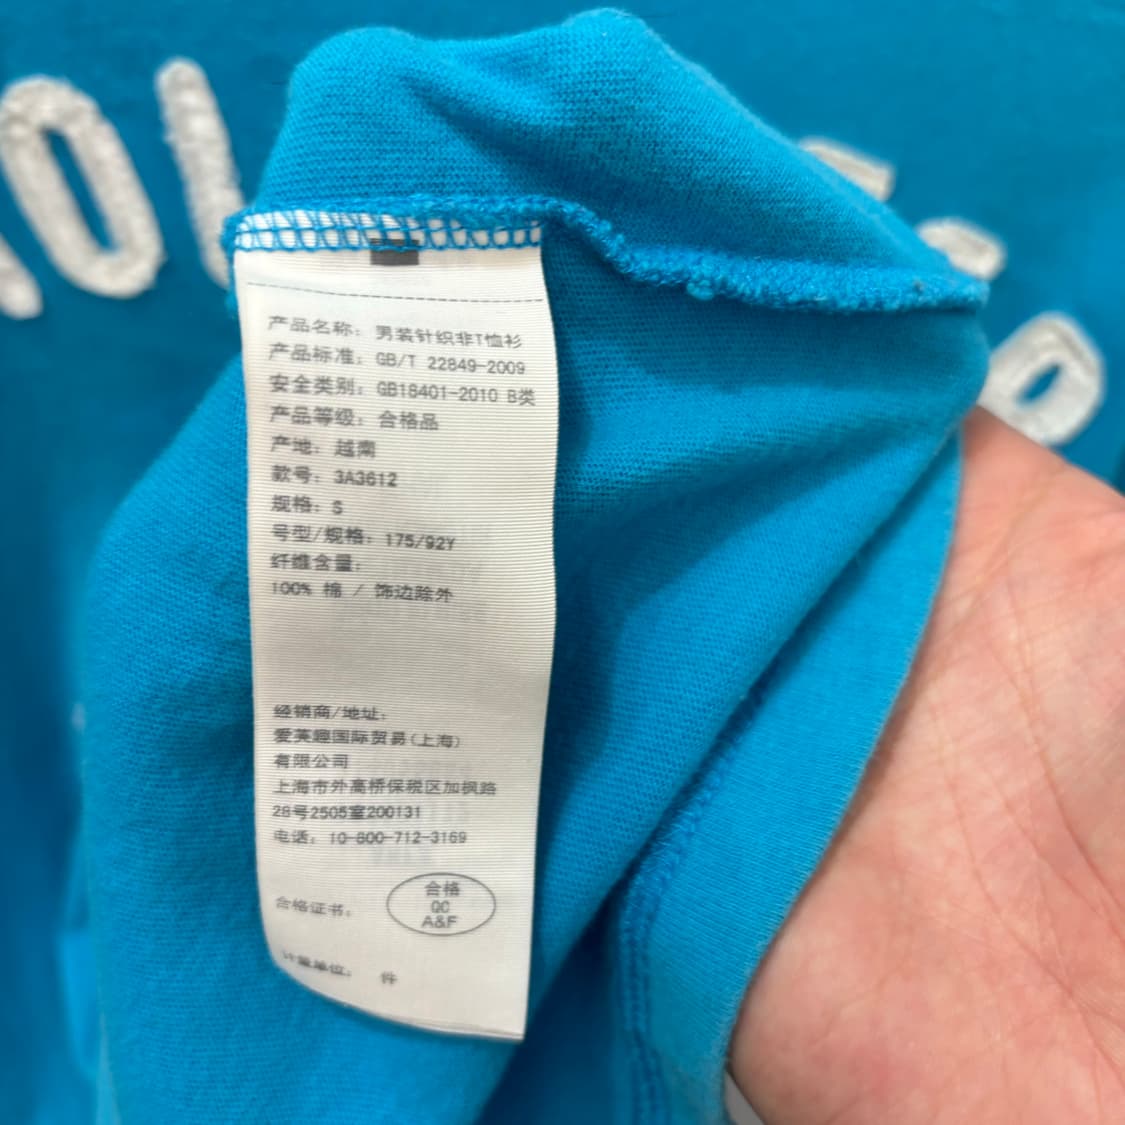 产品名称: 男装针织非T恤衫
产品标准: GB/T 22849-2009
安全类别: GB18401-2010 B类
产品等级: 合格品
产地: 越南
款号: 3A3612
规格: S
号型/规格: 175/92Y
纤维含量:
100% 棉 / 饰边除外
经销商/地址:
爱芙趣国际贸易(上海)
有限公司
上海市外高桥保税区加枫路
28号2505室200131
电话: 10-800-712-3169
合格
QC
A&F
合格证书:
计量单位: 件